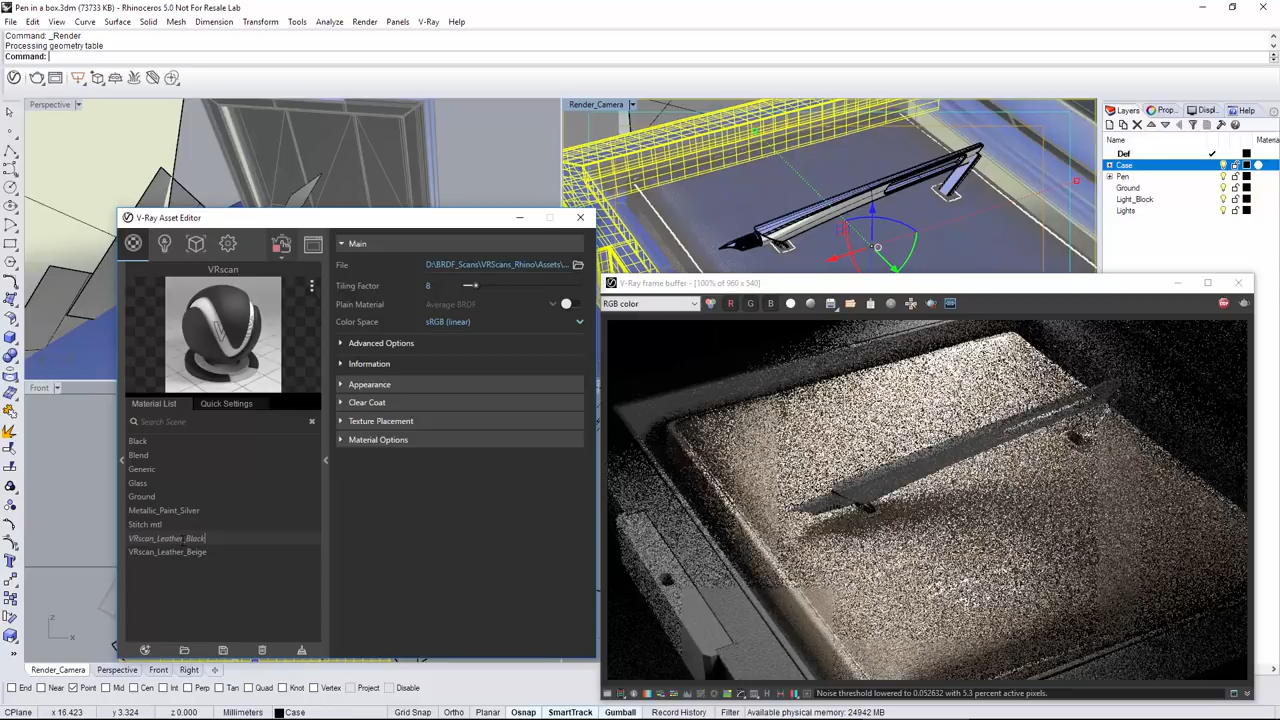 Pen in a box.3dm (73733 KB) - Rhinoceros 5.0 Not For Resale Lab
File Edit View Curve Surface Solid Mesh Dimension Transform Tools Analyze Render Panels V-Ray Help
Command: _Render
Processing geometry table
Command:
Perspective
Render_Camera
Layers Prop... Displ... Help
Name Materia
Def
Case
Pen
Ground
Light_Block
Lights
V-Ray Asset Editor
VRscan
Main
File D:\BRDF_Scans\VRScans_Rhino\Assets\...
Tiling Factor 8
Plain Material Average BRDF
Color Space sRGB (linear)
Advanced Options
Information
Appearance
Clear Coat
Texture Placement
Material Options
Material List Quick Settings
Search Scene
Black
Blend
Generic
Glass
Ground
Metallic_Paint_Silver
Stitch mtl
VRscan_Leather_Black
VRscan_Leather_Beige
Front
z
x
V-Ray frame buffer - [100% of 960 x 540]
RGB color R G B
Noise threshold lowered to 0.052632 with 5.3 percent active pixels.
Render_Camera Perspective Front Right
End Near Point Mid Cen Int Perp Tan Quad Knot Vertex Project Disable
CPlane x 16.423 y 3.324 z 0.000 Millimeters Case Grid Snap Ortho Planar Osnap SmartTrack Gumball Record History Filter Available physical memory: 24942 MB